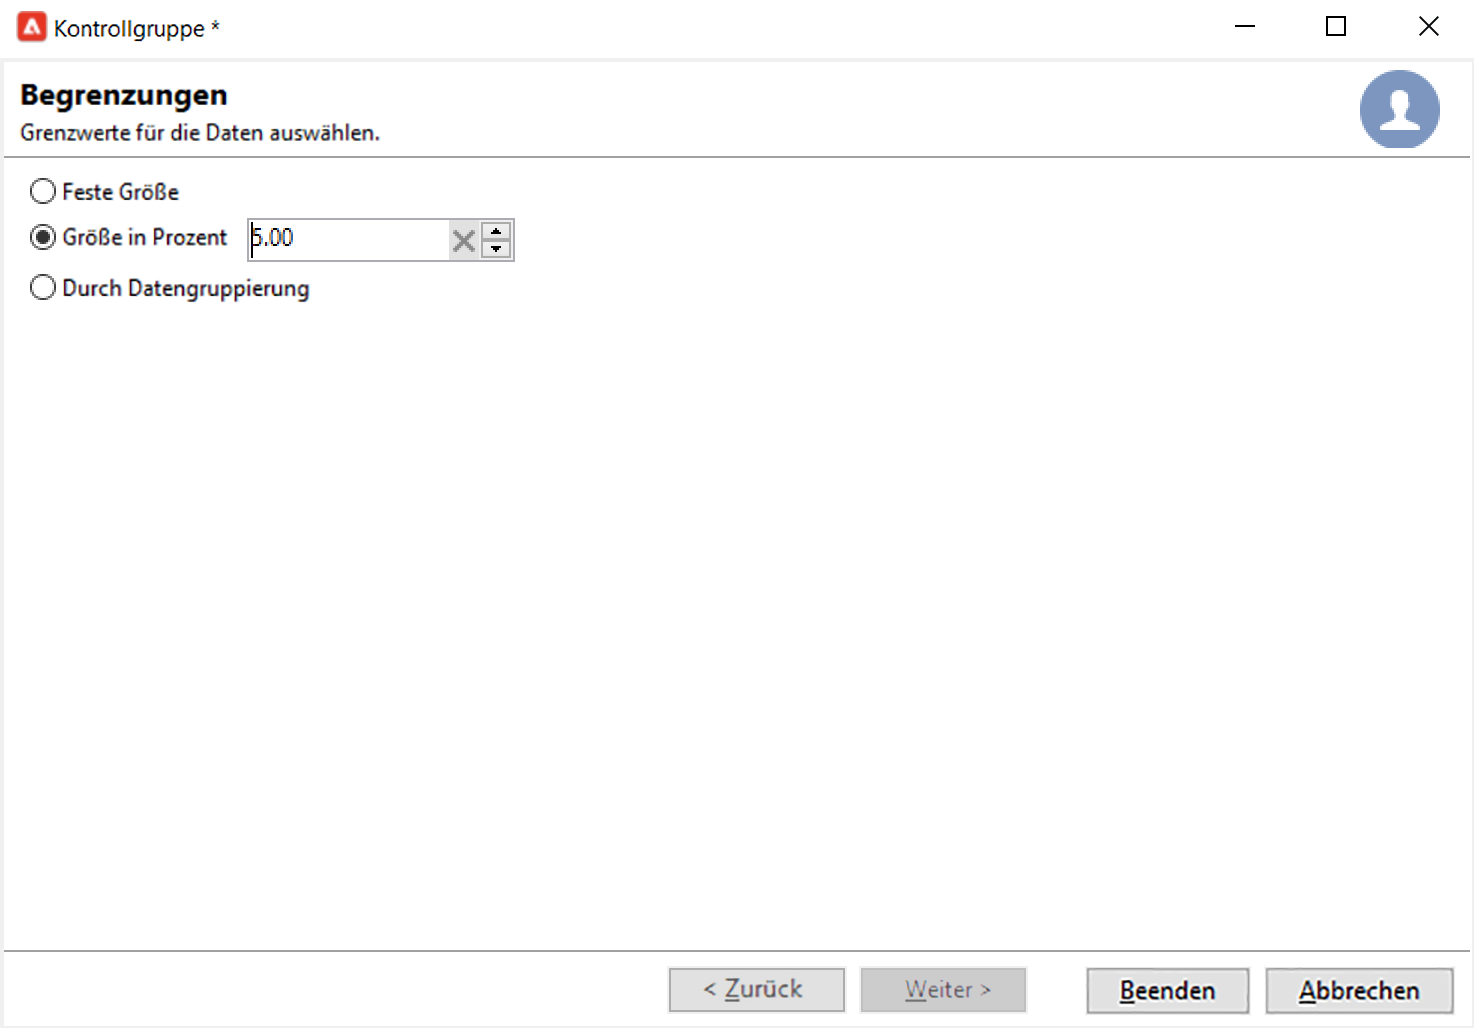 Kontrollgruppe *
Begrenzungen
Grenzwerte für die Daten auswählen.
Feste Größe
Größe in Prozent 5.00
Durch Datengruppierung
< Zurück Weiter > Beenden Abbrechen